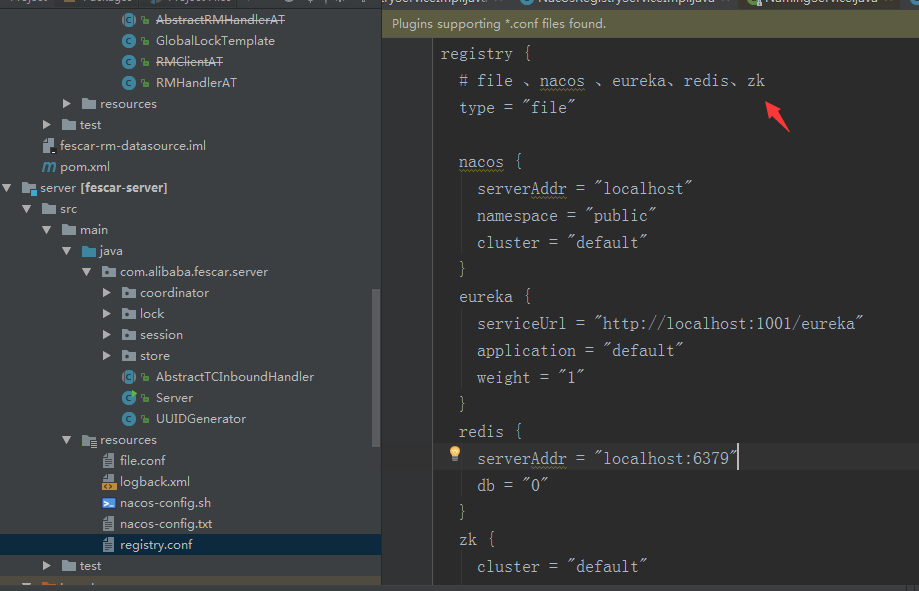 AbstractRMHandlerAT
GlobalLockTemplate
RMClientAT
RMHandlerAT
resources
test
fescar-rm-datasource.iml
pom.xml
server [fescar-server]
src
main
java
com.alibaba.fescar.server
coordinator
lock
session
store
AbstractTCInboundHandler
Server
UUIDGenerator
resources
file.conf
logback.xml
nacos-config.sh
nacos-config.txt
registry.conf
test
Plugins supporting *.conf files found.
registry {
# file 、nacos 、eureka、redis、zk
type = "file"
nacos {
serverAddr = "localhost"
namespace = "public"
cluster = "default"
}
eureka {
serviceUrl = "http://localhost:1001/eureka"
application = "default"
weight = "1"
}
redis {
serverAddr = "localhost:6379"
db = "0"
}
zk {
cluster = "default"